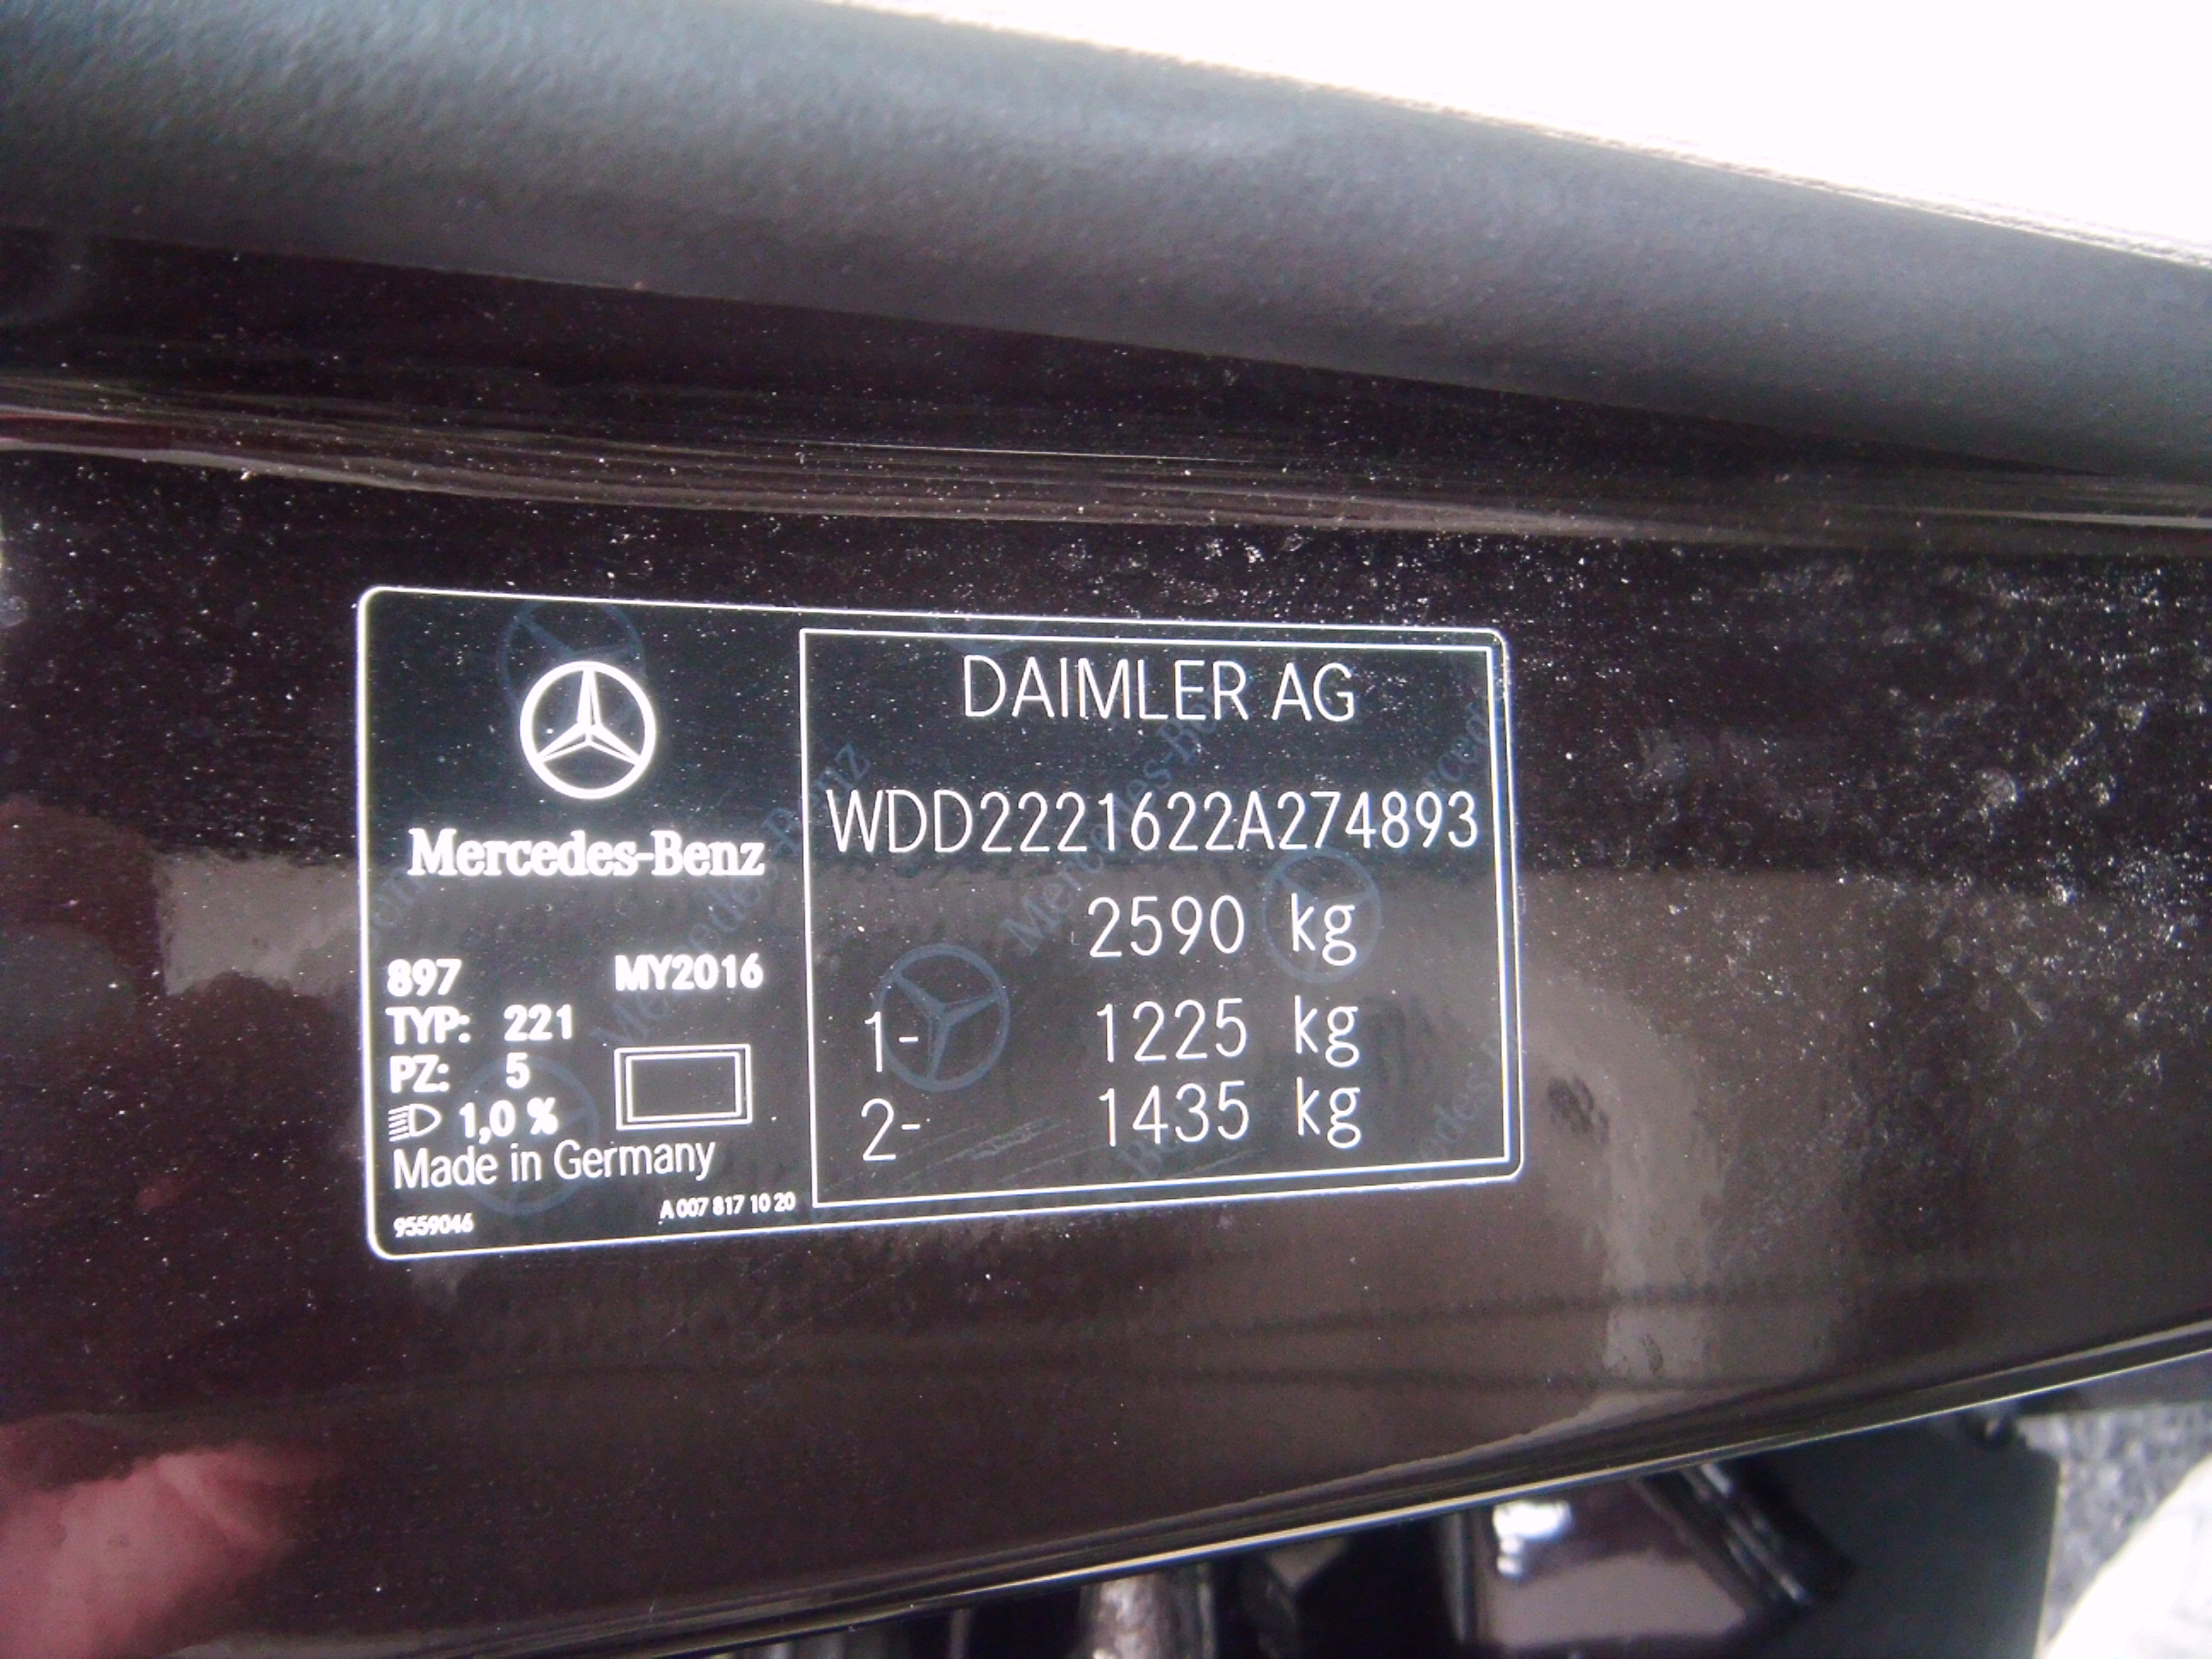 Mercedes-Benz
897 MY2016
TYP: 221
PZ: 5
1,0 %
Made in Germany
9559046 A 007 817 10 20
DAIMLER AG
WDD2221622A274893
2590 kg
1- 1225 kg
2- 1435 kg